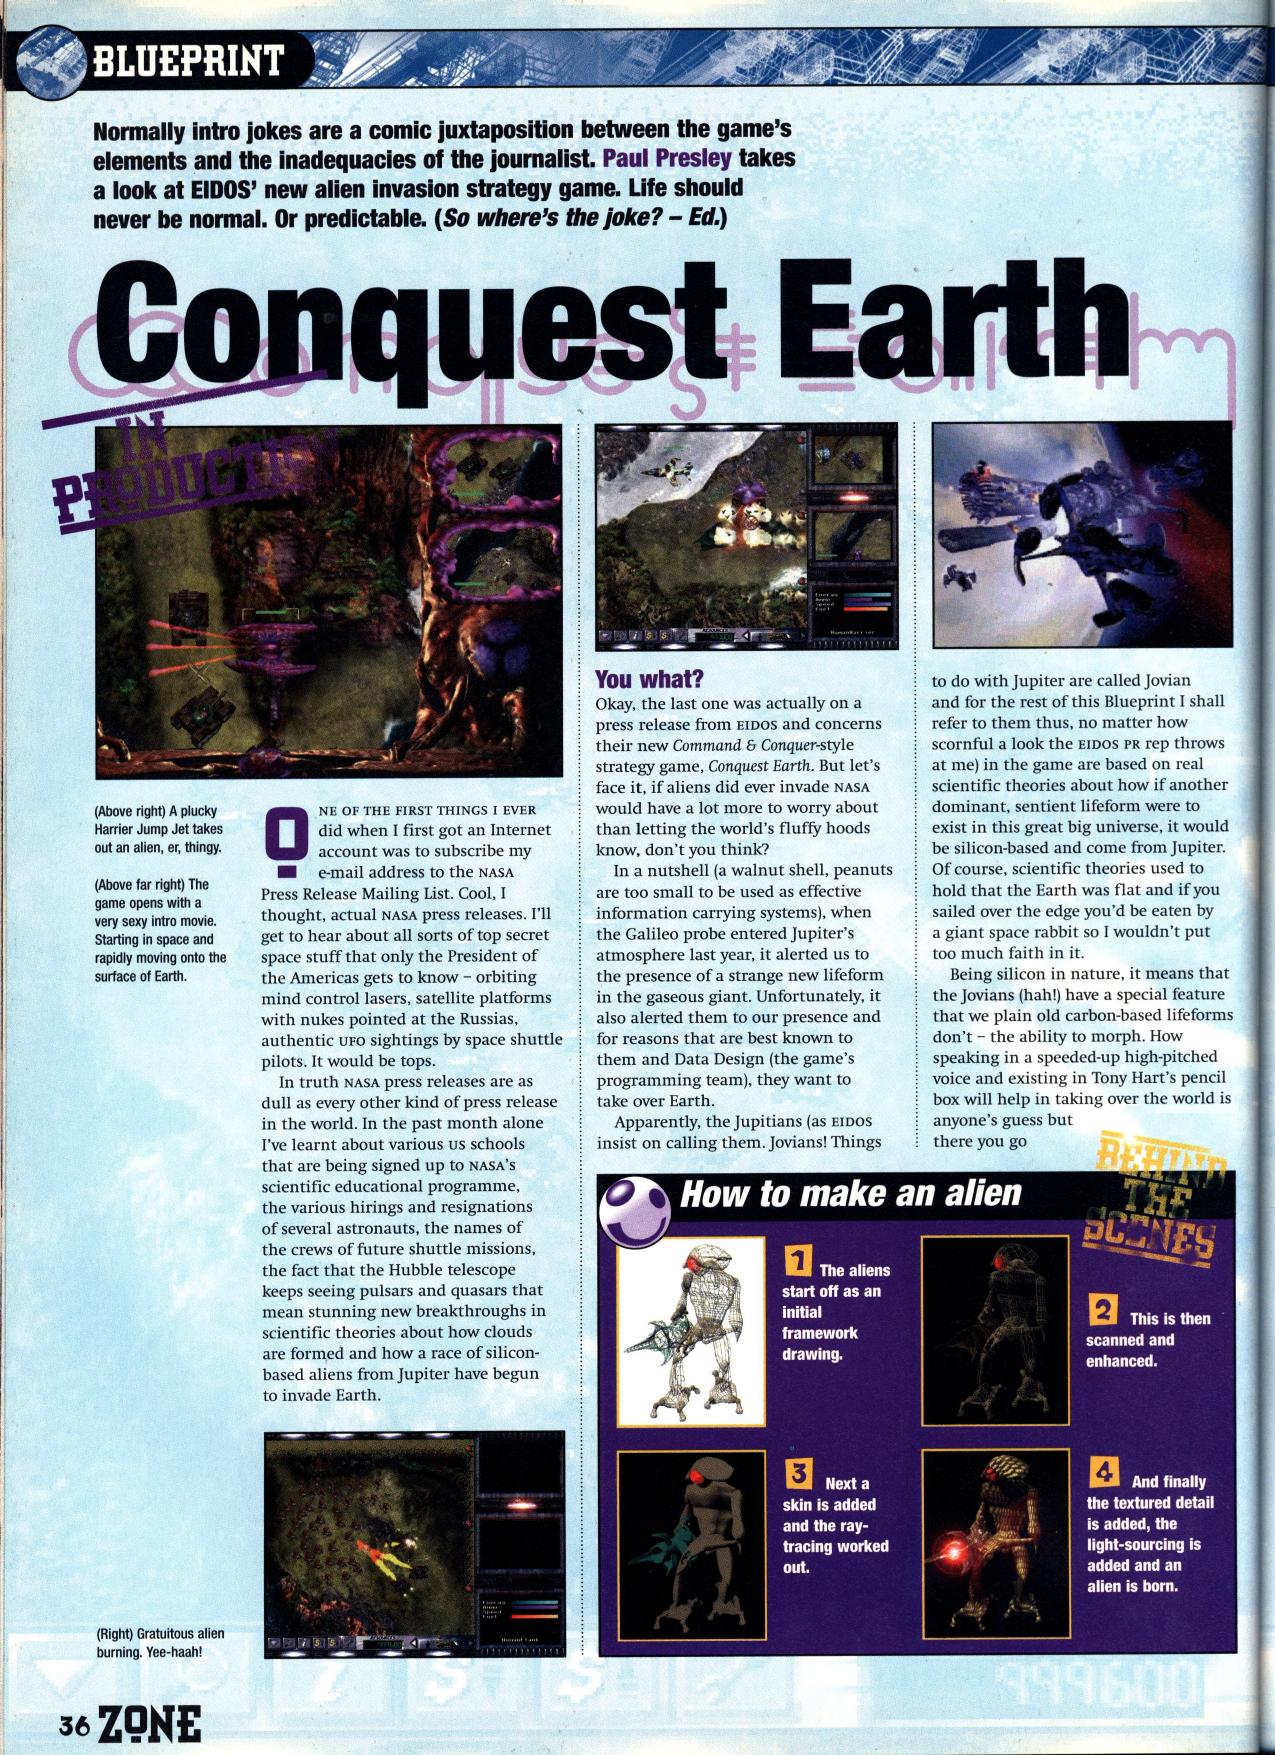 BLUEPRINT
Normally intro jokes are a comic juxtaposition between the game's
elements and the inadequacies of the journalist. Paul Presley takes
a look at EIDOS' new alien invasion strategy game. Life should
never be normal. Or predictable. (So where's the joke? – Ed.)
Conquest Earth
Conquest Earth
IN
PRODUCTION
(Above right) A plucky
Harrier Jump Jet takes
out an alien, er, thingy.
(Above far right) The
game opens with a
very sexy intro movie.
Starting in space and
rapidly moving onto the
surface of Earth.
ONE OF THE FIRST THINGS I EVER
did when I first got an Internet
account was to subscribe my
e-mail address to the NASA
Press Release Mailing List. Cool, I
thought, actual NASA press releases. I'll
get to hear about all sorts of top secret
space stuff that only the President of
the Americas gets to know – orbiting
mind control lasers, satellite platforms
with nukes pointed at the Russias,
authentic UFO sightings by space shuttle
pilots. It would be tops.
In truth NASA press releases are as
dull as every other kind of press release
in the world. In the past month alone
I've learnt about various US schools
that are being signed up to NASA's
scientific educational programme,
the various hirings and resignations
of several astronauts, the names of
the crews of future shuttle missions,
the fact that the Hubble telescope
keeps seeing pulsars and quasars that
mean stunning new breakthroughs in
scientific theories about how clouds
are formed and how a race of silicon-
based aliens from Jupiter have begun
to invade Earth.
(Right) Gratuitous alien
burning. Yee-haah!
Energy
Ammo
Speed
Fuel
Human Tank
Energy
Ammo
Speed
Fuel
HumanHarrier
You what?
Okay, the last one was actually on a
press release from EIDOS and concerns
their new Command & Conquer-style
strategy game, Conquest Earth. But let's
face it, if aliens did ever invade NASA
would have a lot more to worry about
than letting the world's fluffy hoods
know, don't you think?
In a nutshell (a walnut shell, peanuts
are too small to be used as effective
information carrying systems), when
the Galileo probe entered Jupiter's
atmosphere last year, it alerted us to
the presence of a strange new lifeform
in the gaseous giant. Unfortunately, it
also alerted them to our presence and
for reasons that are best known to
them and Data Design (the game's
programming team), they want to
take over Earth.
Apparently, the Jupitians (as EIDOS
insist on calling them. Jovians! Things
to do with Jupiter are called Jovian
and for the rest of this Blueprint I shall
refer to them thus, no matter how
scornful a look the EIDOS PR rep throws
at me) in the game are based on real
scientific theories about how if another
dominant, sentient lifeform were to
exist in this great big universe, it would
be silicon-based and come from Jupiter.
Of course, scientific theories used to
hold that the Earth was flat and if you
sailed over the edge you'd be eaten by
a giant space rabbit so I wouldn't put
too much faith in it.
Being silicon in nature, it means that
the Jovians (hah!) have a special feature
that we plain old carbon-based lifeforms
don't – the ability to morph. How
speaking in a speeded-up high-pitched
voice and existing in Tony Hart's pencil
box will help in taking over the world is
anyone's guess but
there you go
BEHIND
THE
SCENES
How to make an alien
1 The aliens
start off as an
initial
framework
drawing.
2 This is then
scanned and
enhanced.
3 Next a
skin is added
and the ray-
tracing worked
out.
4 And finally
the textured detail
is added, the
light-sourcing is
added and an
alien is born.
36 ZONE